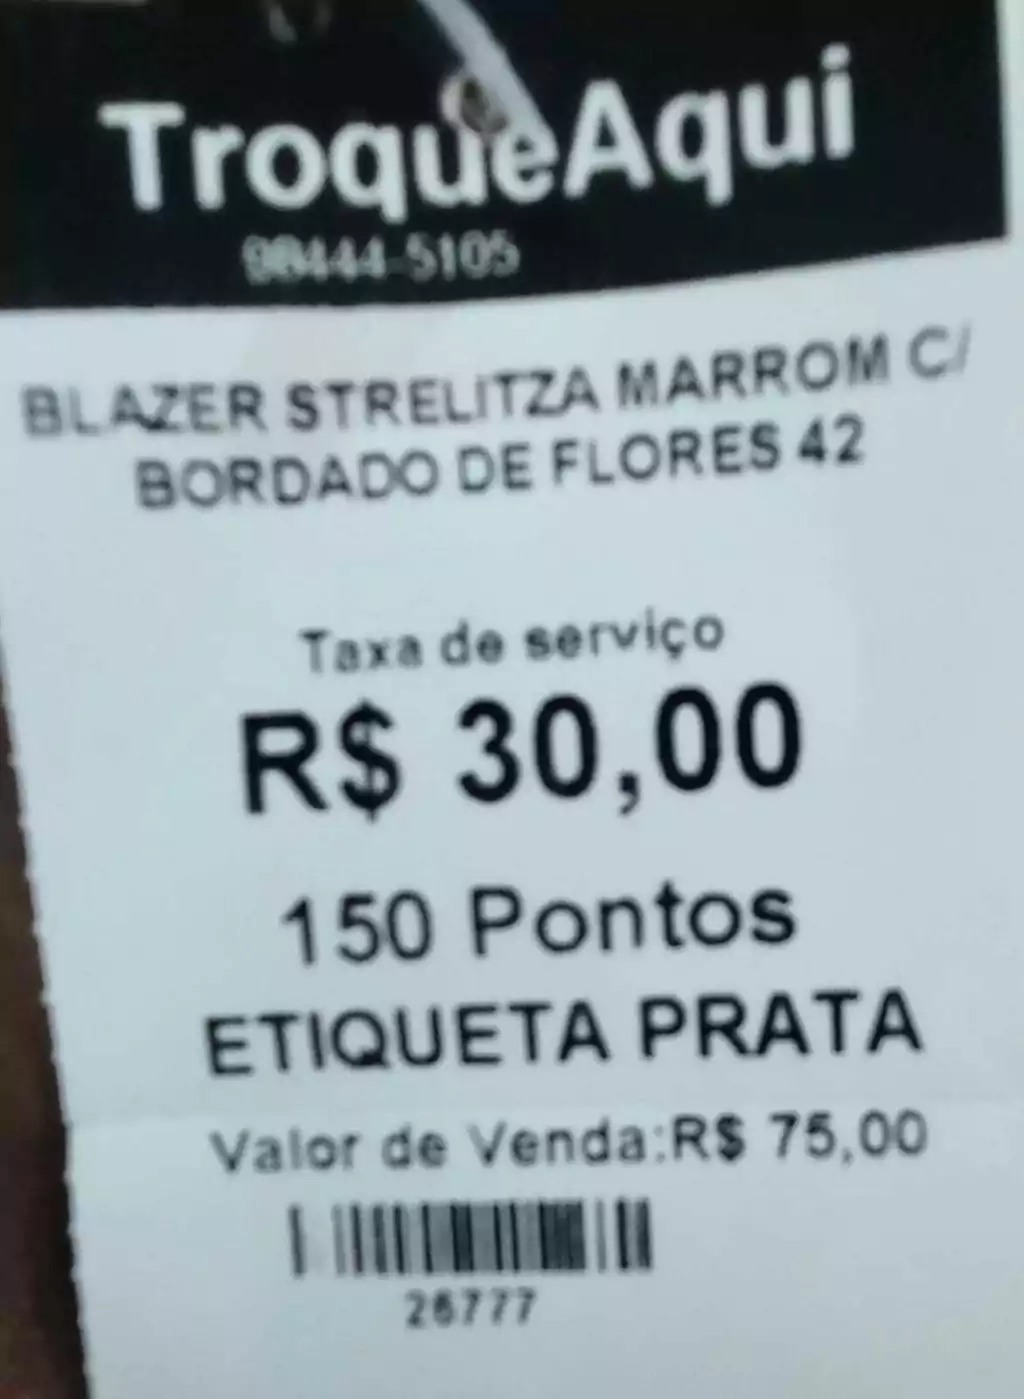 TroqueAqui
98444-5105
BLAZER STRELITZA MARROM C/
BORDADO DE FLORES 42
Taxa de serviço
R$ 30,00
150 Pontos
ETIQUETA PRATA
Valor de Venda:R$ 75,00
26777